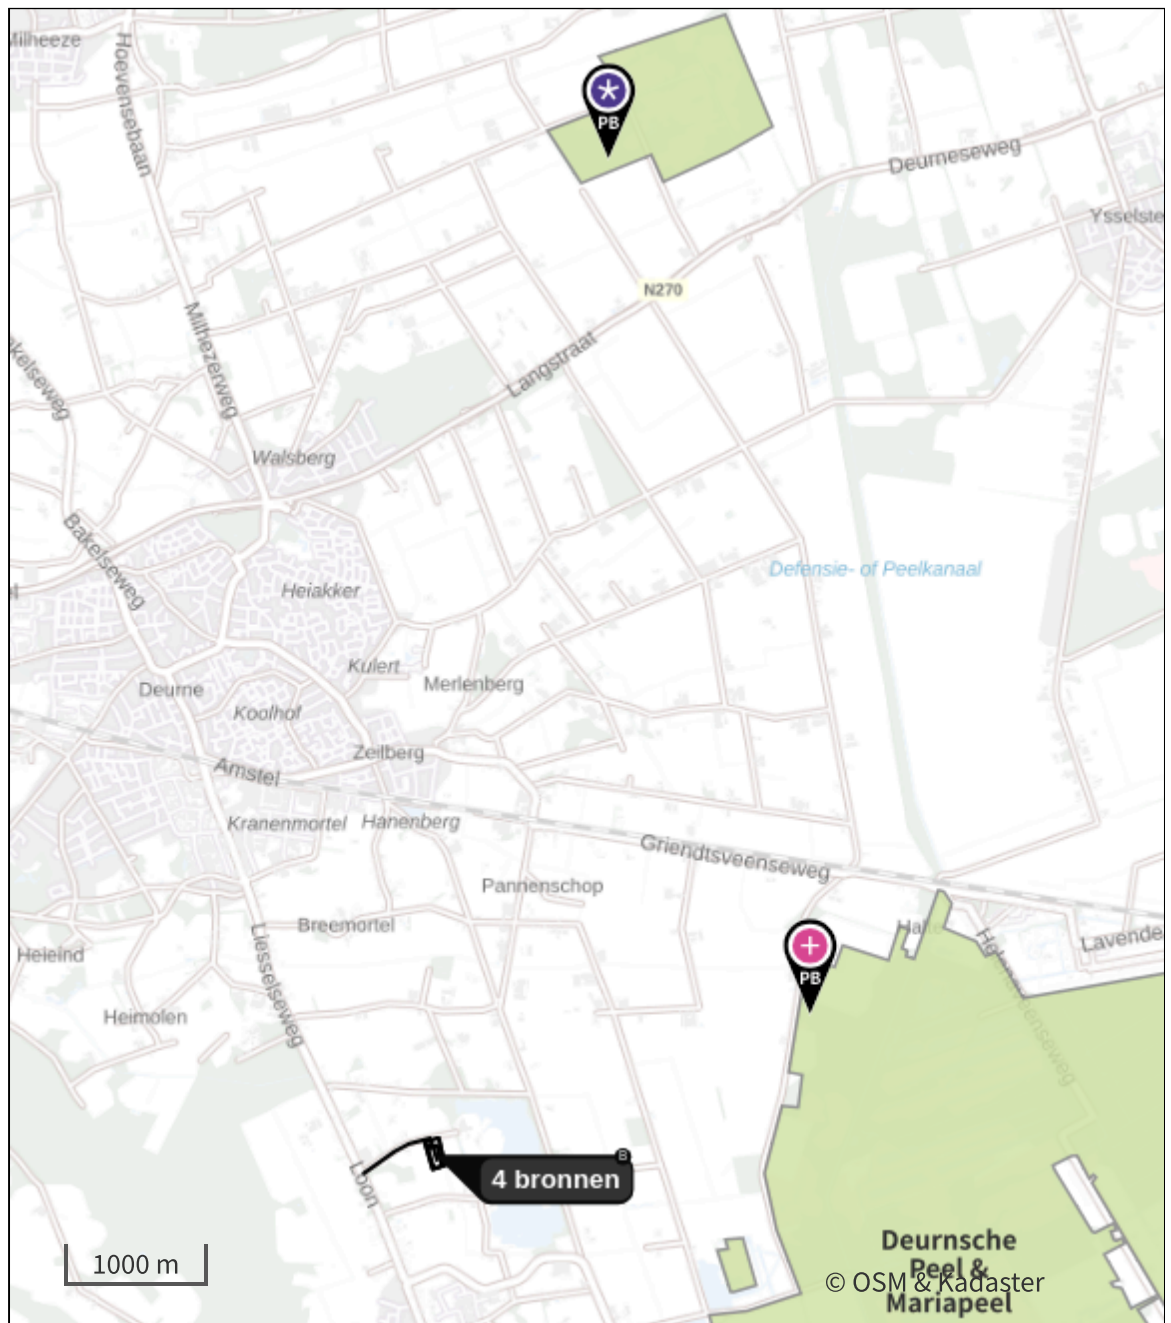 Milheeze
Hoevensebaan
PB
Deurneseweg
Ysselste
N270
Milhezerweg
Langstraat
akelseweg
Walsberg
Bakelseweg
Defensie- of Peelkanaal
Heiakker
Kulert
Merlenberg
Deurne
Koolhof
Zeilberg
Amstel
Kranenmortel
Hanenberg
Griendtsveenseweg
Pannenschop
Breemortel
Liesselseweg
Heieind
PB
Lavende
Heimolen
Loon
B
4 bronnen
1000 m
Deurnsche
Peel &
© OSM & Kadaster
Mariapeel